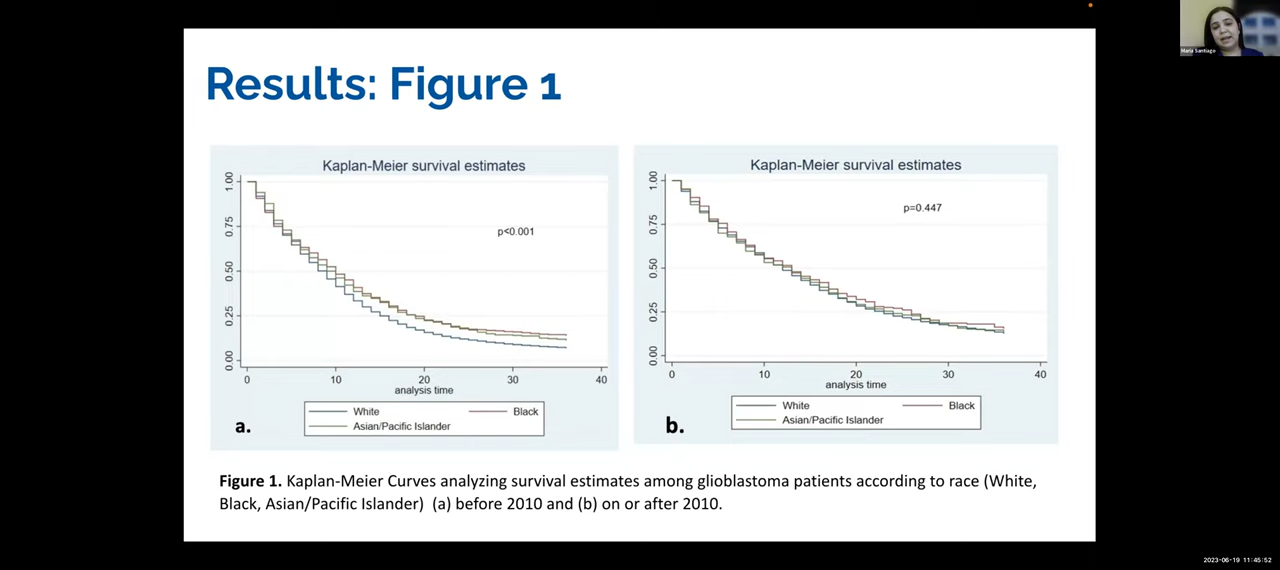 Maria Santiago
Results: Figure 1
Kaplan-Meier survival estimates
1.00
0.75
0.50
0.25
0.00
p<0.001
0 10 20 30 40
analysis time
White Black
Asian/Pacific Islander
a.
Kaplan-Meier survival estimates
1.00
0.75
0.50
0.25
0.00
p=0.447
0 10 20 30 40
analysis time
White Black
Asian/Pacific Islander
b.
Figure 1. Kaplan-Meier Curves analyzing survival estimates among glioblastoma patients according to race (White,
Black, Asian/Pacific Islander) (a) before 2010 and (b) on or after 2010.
2023-06-19 11:45:52